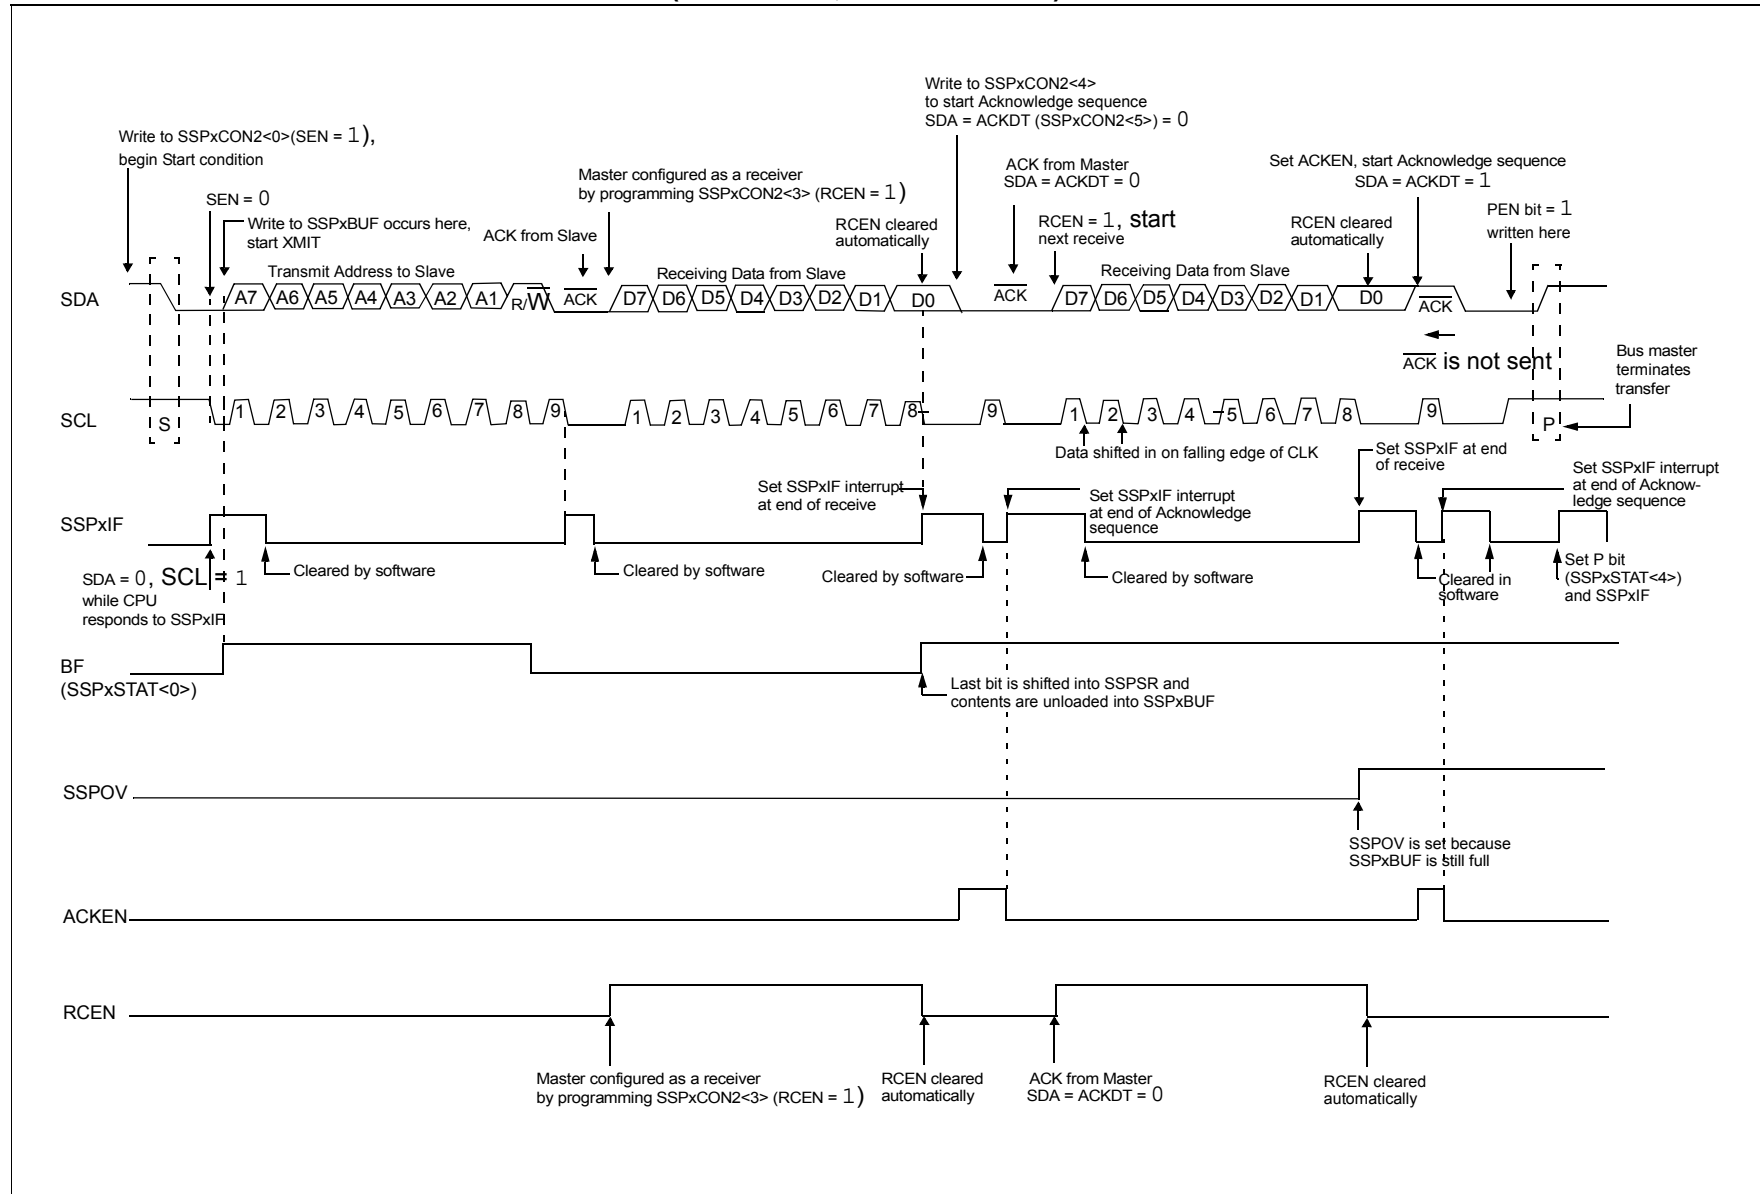 Write to SSPxCON2<4>
to start Acknowledge sequence
SDA = ACKDT (SSPxCON2<5>) = 0
Write to SSPxCON2<0>(SEN = 1),
begin Start condition
ACK from Master
SDA = ACKDT = 0
Set ACKEN, start Acknowledge sequence
SDA = ACKDT = 1
Master configured as a receiver
by programming SSPxCON2<3> (RCEN = 1)
SEN = 0
PEN bit = 1
written here
Write to SSPxBUF occurs here,
start XMIT
ACK from Slave
RCEN cleared
automatically
RCEN = 1, start
next receive
RCEN cleared
automatically
Transmit Address to Slave
Receiving Data from Slave
Receiving Data from Slave
SDA A7 A6 A5 A4 A3 A2 A1 R/W ACK D7 D6 D5 D4 D3 D2 D1 D0 ACK D7 D6 D5 D4 D3 D2 D1 D0 ACK
ACK is not sent
Bus master
terminates
transfer
SCL S 1 2 3 4 5 6 7 8 9 1 2 3 4 5 6 7 8 9 1 2 3 4 5 6 7 8 9 P
Data shifted in on falling edge of CLK
Set SSPxIF at end
of receive
Set SSPxIF interrupt
at end of Acknow-
ledge sequence
Set SSPxIF interrupt
at end of receive
Set SSPxIF interrupt
at end of Acknowledge
sequence
SSPxIF
SDA = 0, SCL = 1
while CPU
responds to SSPxIF
Cleared by software
Cleared by software
Cleared by software
Cleared by software
Cleared in
software
Set P bit
(SSPxSTAT<4>)
and SSPxIF
BF
(SSPxSTAT<0>)
Last bit is shifted into SSPSR and
contents are unloaded into SSPxBUF
SSPOV
SSPOV is set because
SSPxBUF is still full
ACKEN
RCEN
Master configured as a receiver
by programming SSPxCON2<3> (RCEN = 1)
RCEN cleared
automatically
ACK from Master
SDA = ACKDT = 0
RCEN cleared
automatically